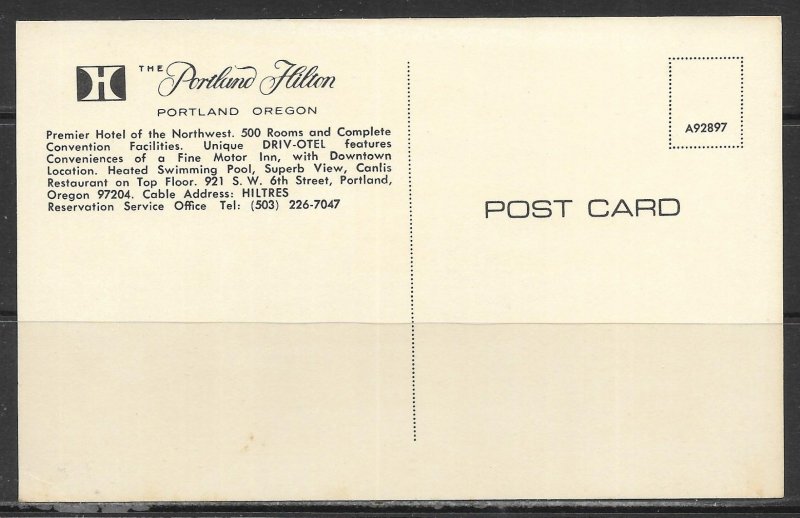 H
THE Portland Hilton
PORTLAND OREGON
Premier Hotel of the Northwest. 500 Rooms and Complete
Convention Facilities. Unique DRIV-OTEL features
Conveniences of a Fine Motor Inn, with Downtown
Location. Heated Swimming Pool, Superb View, Canlis
Restaurant on Top Floor. 921 S. W. 6th Street, Portland,
Oregon 97204. Cable Address: HILTRES
Reservation Service Office Tel: (503) 226-7047
A92897
POST CARD